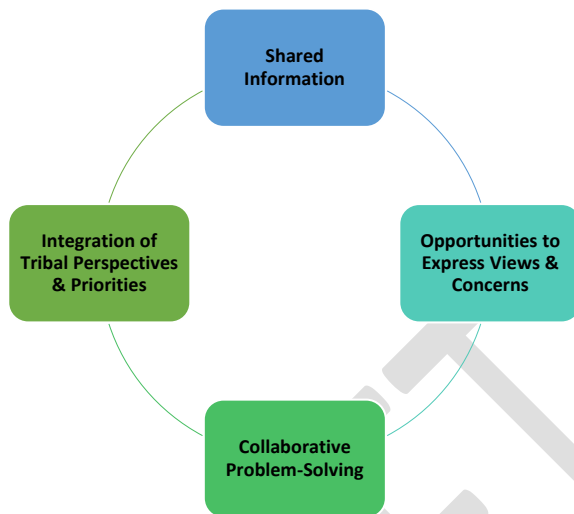 Shared
Information
Opportunities to
Express Views &
Concerns
Collaborative
Problem-Solving
Integration of
Tribal Perspectives
& Priorities